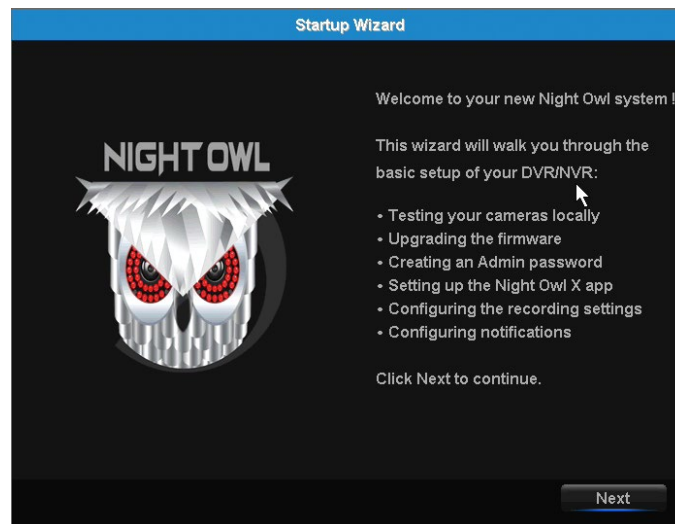 Startup Wizard
NIGHT OWL
Welcome to your new Night Owl system !
This wizard will walk you through the
basic setup of your DVR/NVR:
• Testing your cameras locally
• Upgrading the firmware
• Creating an Admin password
• Setting up the Night Owl X app
• Configuring the recording settings
• Configuring notifications
Click Next to continue.
Next